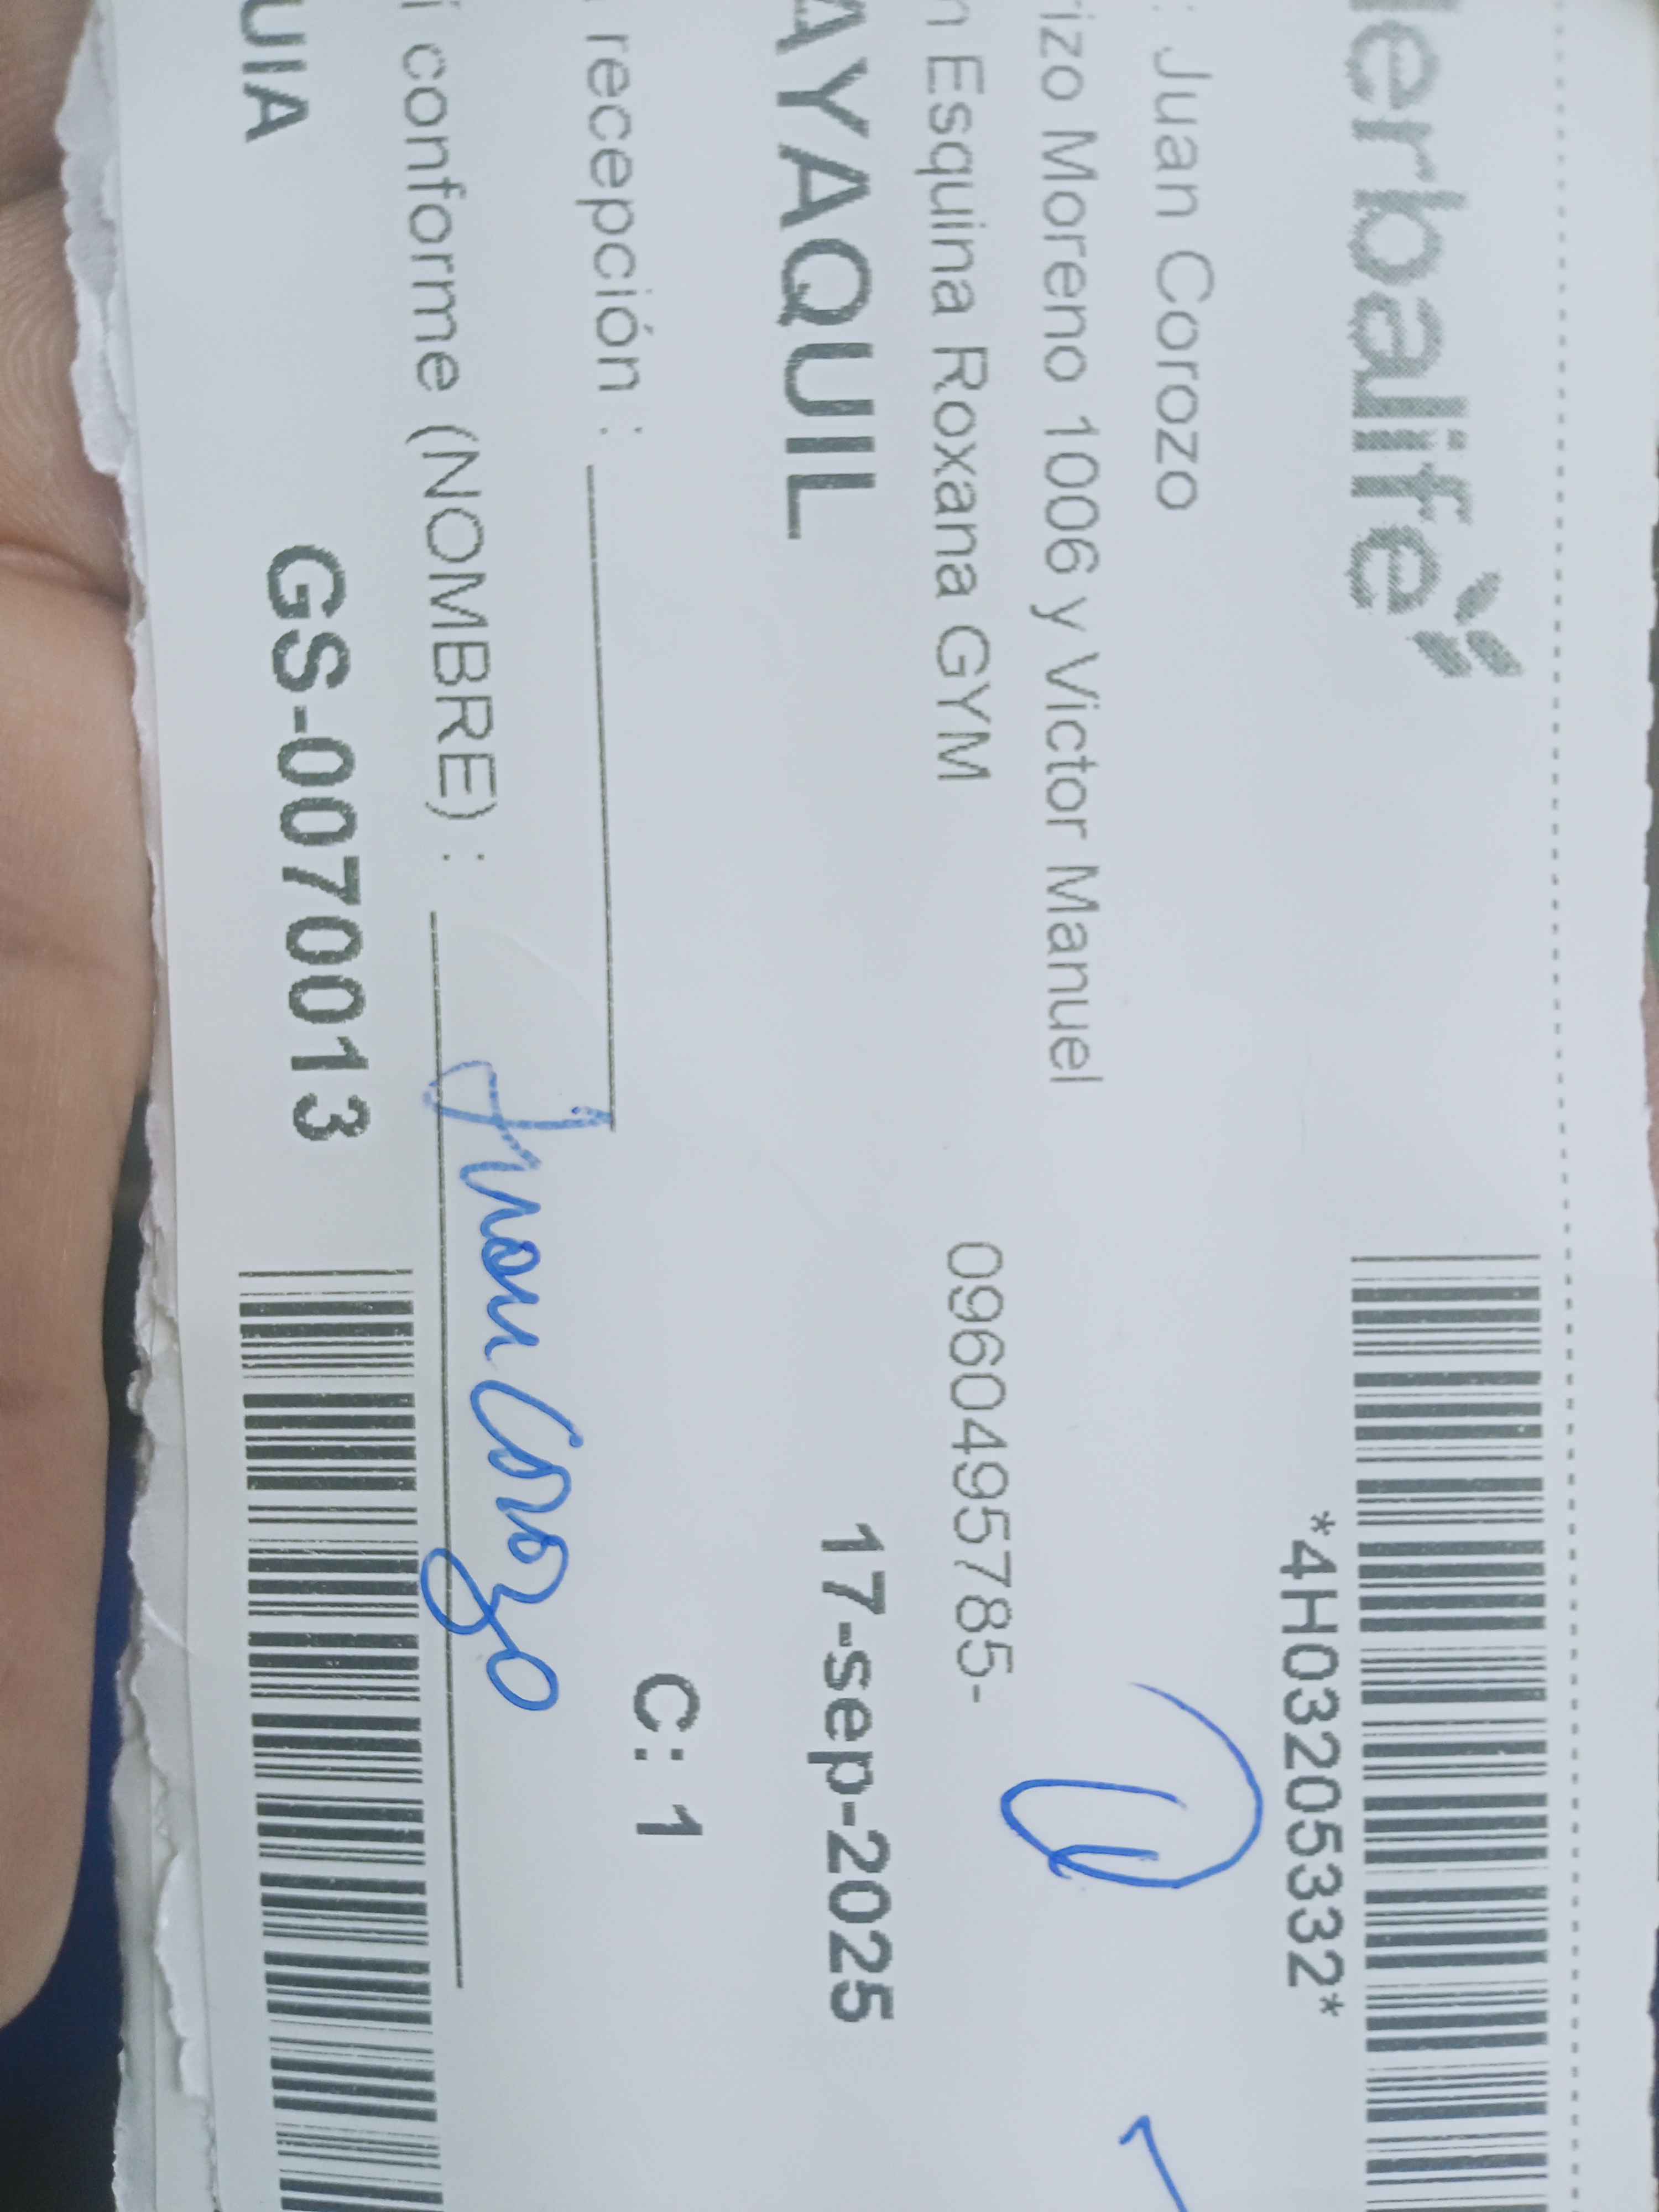 erbalife
*4H03205332*
: Juan Corozo
rizo Moreno 1006 y Victor Manuel
n Esquina Roxana GYM 0960495785-
AYAQUIL 17-sep-2025
recepción : C: 1
i conforme (NOMBRE) : Juan Corozo
UIA GS-0070013